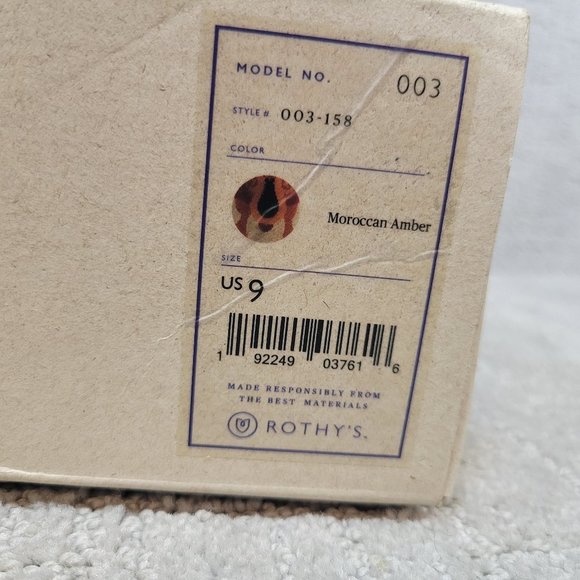 MODEL NO. 003
STYLE # 003-158
COLOR
Moroccan Amber
SIZE
US 9
1 92249 03761 6
MADE RESPONSIBLY FROM
THE BEST MATERIALS
ROTHY'S